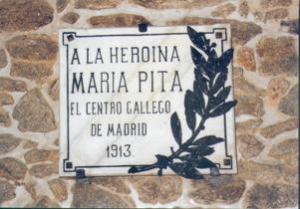 A LA HEROINA
MARIA PITA
EL CENTRO GALLEGO
DE MADRID
1913.